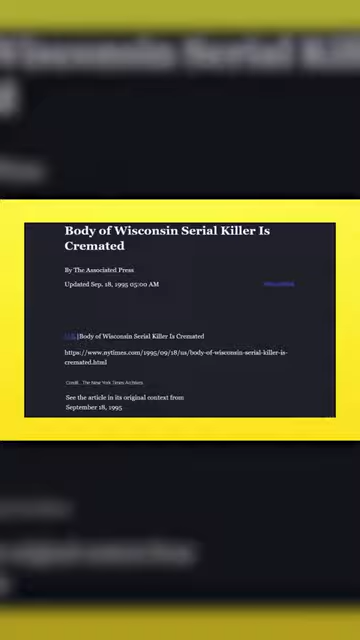 Wisconsin Serial
Body of Wisconsin Serial Killer Is
Cremated
By The Associated Press
Updated Sep. 18, 1995 05:00 AM
|Body of Wisconsin Serial Killer Is Cremated
https://www.nytimes.com/1995/09/18/us/body-of-wisconsin-serial-killer-is-
cremated.html
Credit... The New York Times Archives
See the article in its original context from
September 18, 1995